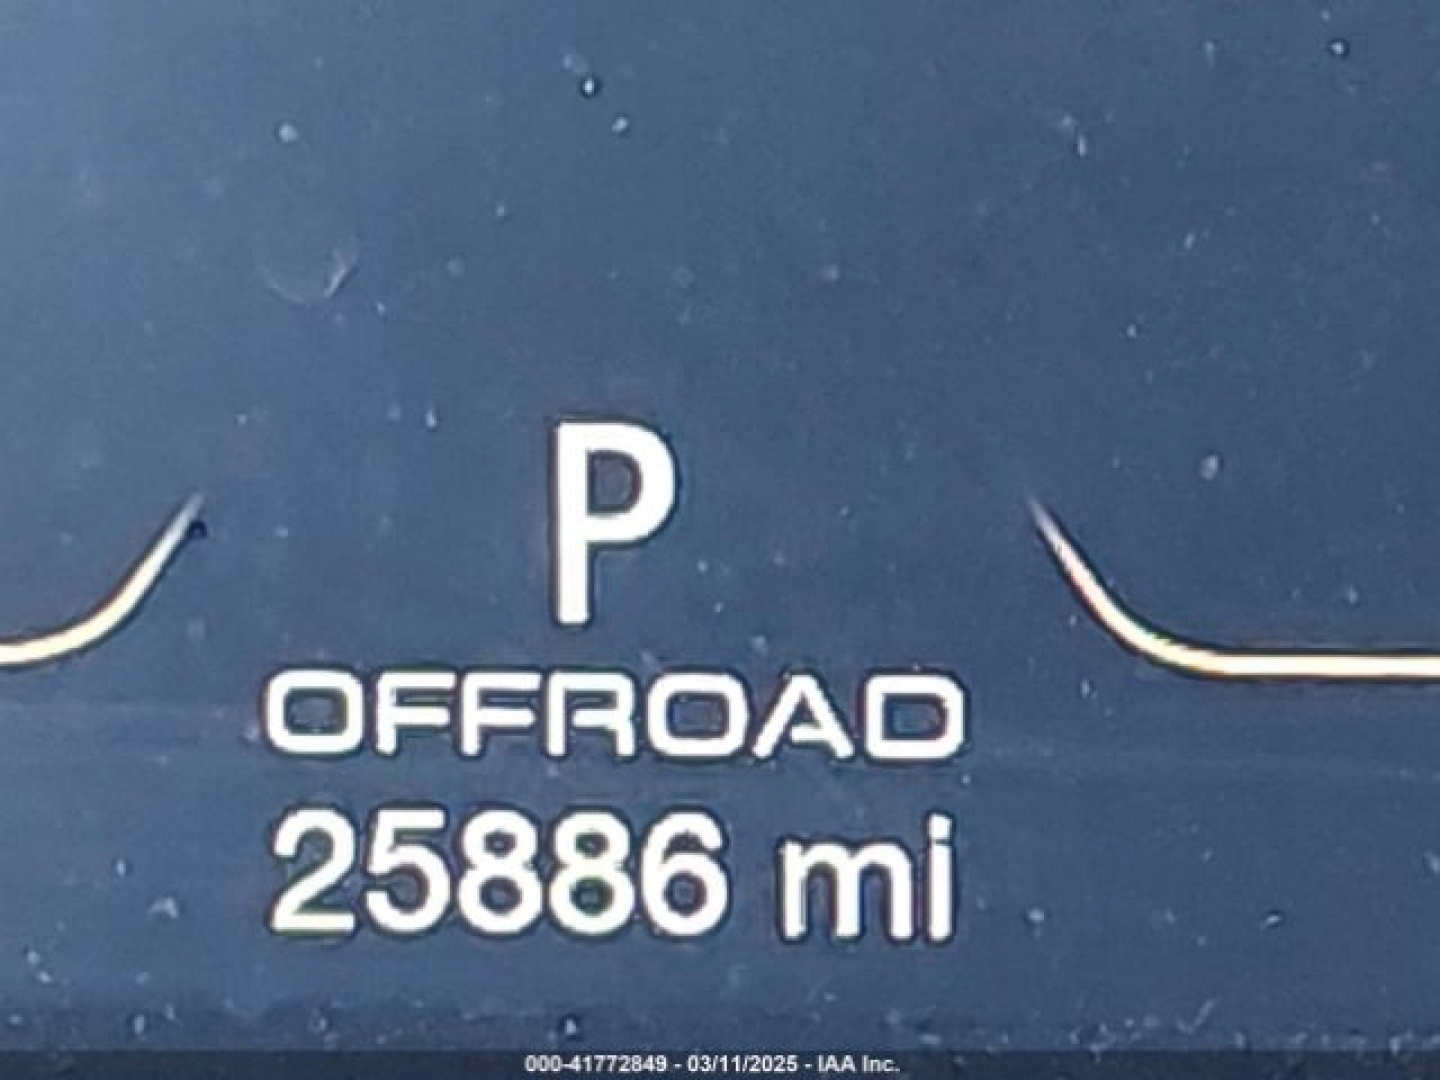 P
OFFROAD
25886 mi
000-41772849 - 03/11/2025 - IAA Inc.